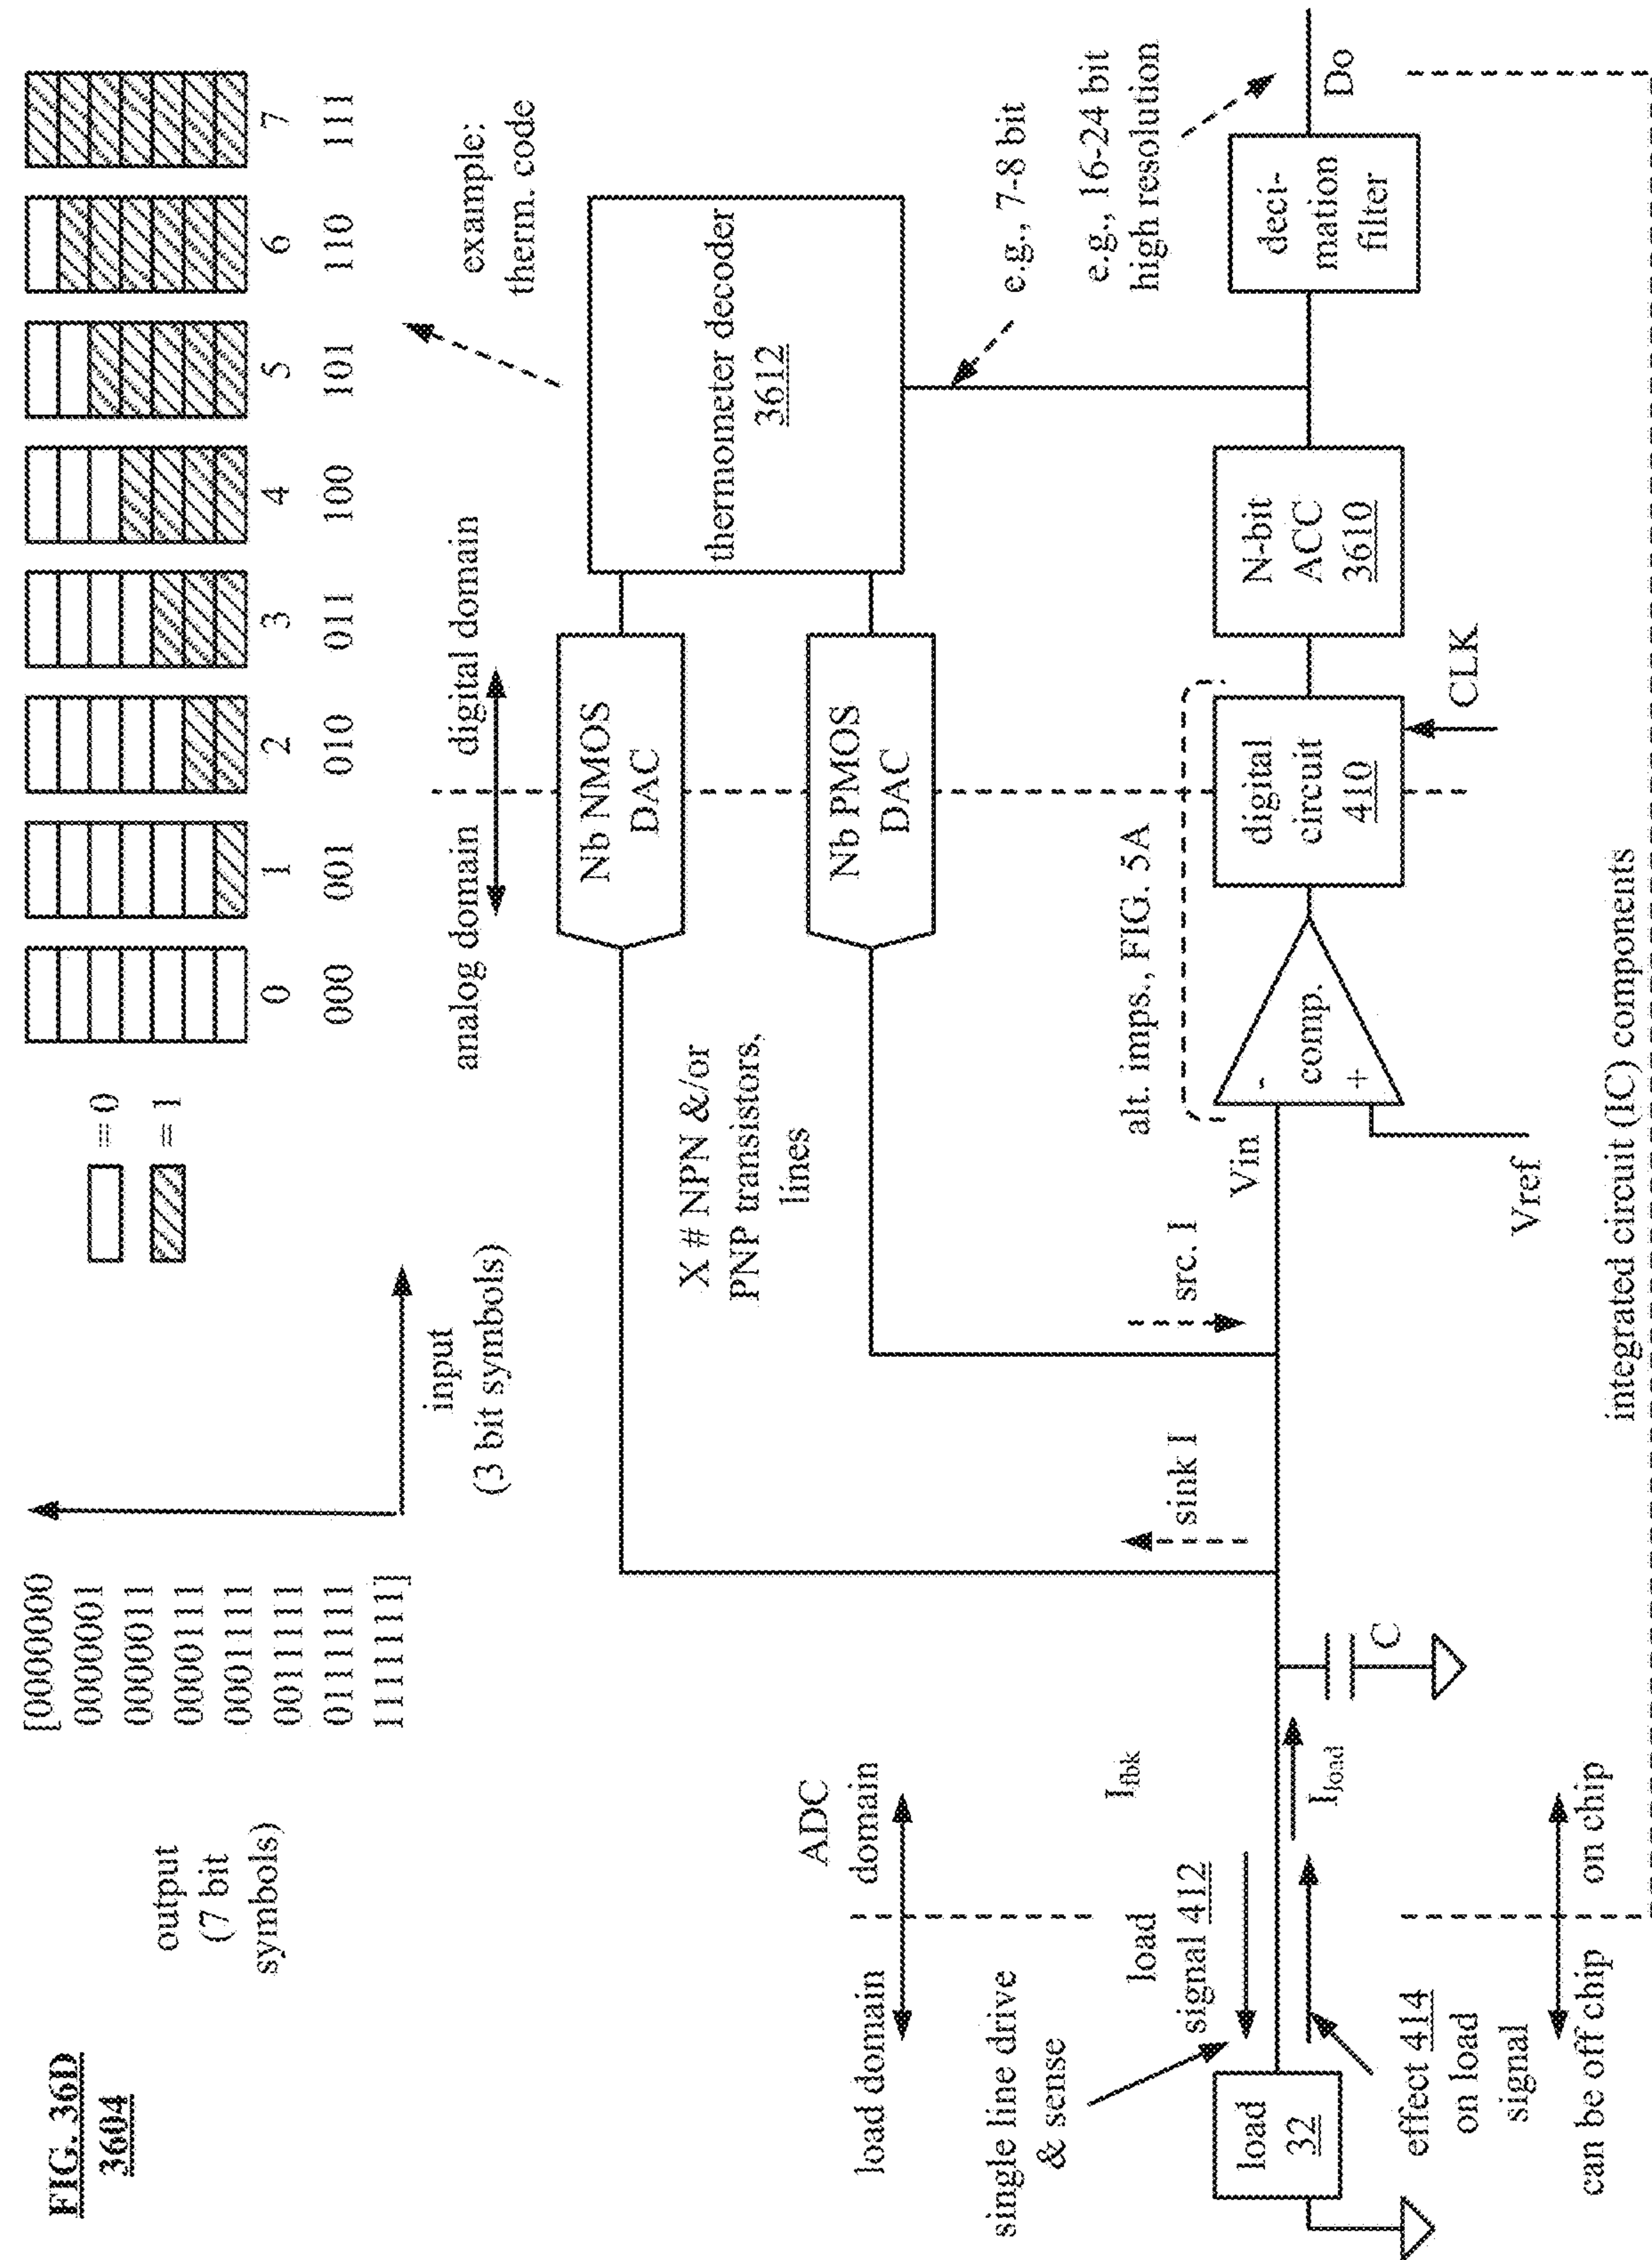 FIG. 36D
3604
output
(7 bit
symbols)
[0000000
0000001
0000011
0000111
0001111
0011111
0111111
1111111]
input
(3 bit symbols)
= 0
= 1
0
1
2
3
4
5
6
7
000
001
010
011
100
101
110
111
analog domain
digital domain
example:
therm. code
load domain
ADC
domain
X # NPN &/or
PNP transistors,
lines
Nb NMOS
DAC
Nb PMOS
DAC
thermometer decoder
3612
e.g., 7-8 bit
e.g., 16-24 bit
high resolution
single line drive
& sense
load
signal 412
Ifbk
sink I
src. I
alt. imps., FIG. 5A
Vin
load
32
Iload
C
-
comp.
+
Vref
digital
circuit
410
CLK
N-bit
ACC
3610
deci-
mation
filter
Do
effect 414
on load
signal
can be off chip
on chip
integrated circuit (IC) components